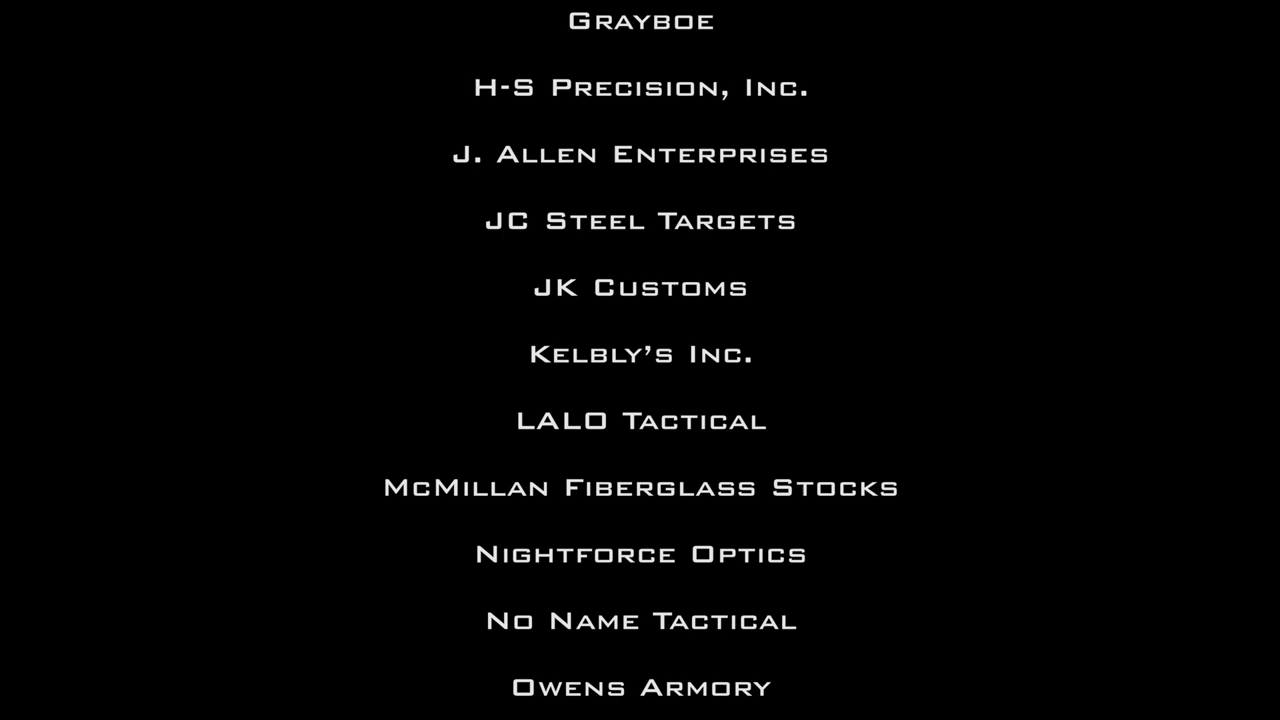 Grayboe
H-S Precision, Inc.
J. Allen Enterprises
JC Steel Targets
JK Customs
Kelbly’s Inc.
LALO Tactical
McMillan Fiberglass Stocks
Nightforce Optics
No Name Tactical
Owens Armory